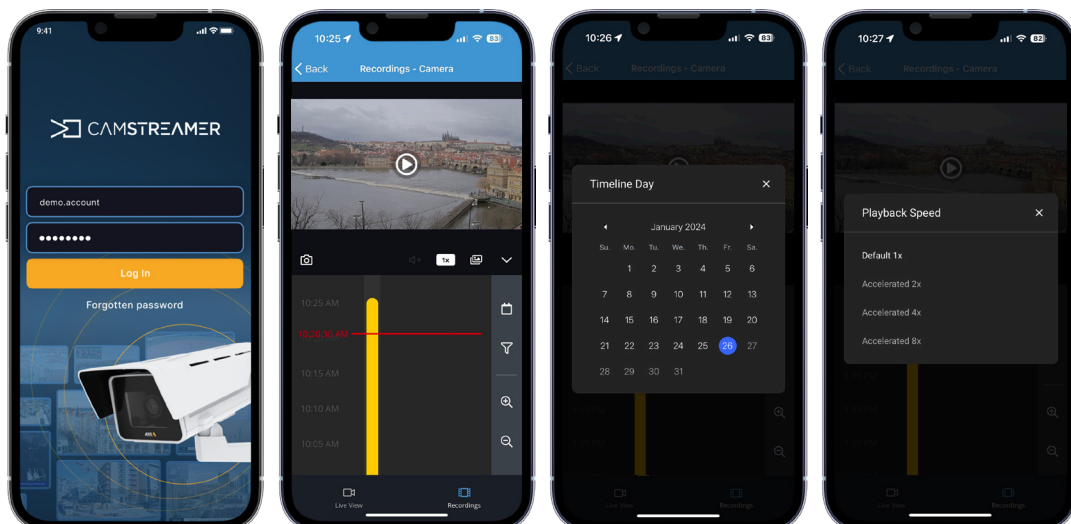 9:41
CAMSTREAMER
demo.account
Log In
Forgotten password
AXIS
10:25
83
Back
Recordings - Camera
1x
10:25 AM
10:20:30 AM
10:15 AM
10:10 AM
10:05 AM
Live View
Recordings
10:26
83
Back
Recordings - Camera
Timeline Day
January 2024
Su. Mo. Tu. We. Th. Fr. Sa.
1 2 3 4 5 6
7 8 9 10 11 12 13
14 15 16 17 18 19 20
21 22 23 24 25 26 27
28 29 30 31
Live View
Recordings
10:27
82
Back
Recordings - Camera
Playback Speed
Default 1x
Accelerated 2x
Accelerated 4x
Accelerated 8x
Live View
Recordings